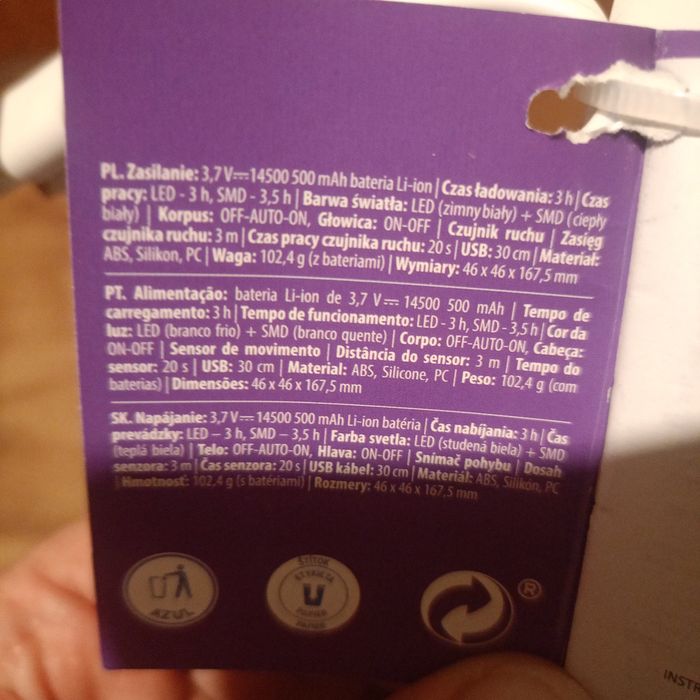 PL. Zasilanie: 3,7 V⎓14500 500 mAh bateria Li-ion | Czas ładowania: 3 h | Czas
pracy: LED - 3 h, SMD - 3,5 h | Barwa światła: LED (zimny biały) + SMD (ciepły
biały) | Korpus: OFF-AUTO-ON, Głowica: ON-OFF | Czujnik ruchu | Zasięg
czujnika ruchu: 3 m | Czas pracy czujnika ruchu: 20 s | USB: 30 cm | Materiał:
ABS, Silikon, PC | Waga: 102,4 g (z bateriami) | Wymiary: 46 x 46 x 167,5 mm
PT. Alimentação: bateria Li-ion de 3,7 V⎓ 14500 500 mAh | Tempo de
carregamento: 3 h | Tempo de funcionamento: LED - 3 h, SMD - 3,5 h | Cor da
luz: LED (branco frio) + SMD (branco quente) | Corpo: OFF-AUTO-ON, Cabeça:
ON-OFF | Sensor de movimento | Distância do sensor: 3 m | Tempo do
sensor: 20 s | USB: 30 cm | Material: ABS, Silicone, PC | Peso: 102,4 g (com
baterias) | Dimensões: 46 x 46 x 167,5 mm
SK. Napájanie: 3,7 V⎓14500 500 mAh Li-ion batéria | Čas nabíjania: 3 h | Čas
prevádzky: LED – 3 h, SMD – 3,5 h | Farba svetla: LED (studená biela) + SMD
(teplá biela) | Telo: OFF-AUTO-ON, Hlava: ON-OFF | Snímač pohybu | Dosah
senzora: 3 m | Čas senzora: 20 s | USB kábel: 30 cm | Materiál: ABS, Silikón, PC
| Hmotnosť: 102,4 g (s batériami) | Rozmery: 46 x 46 x 167,5 mm
AZUL
ŠTÍTOK
ETYKIETA
PAPIER
PAPIER
®